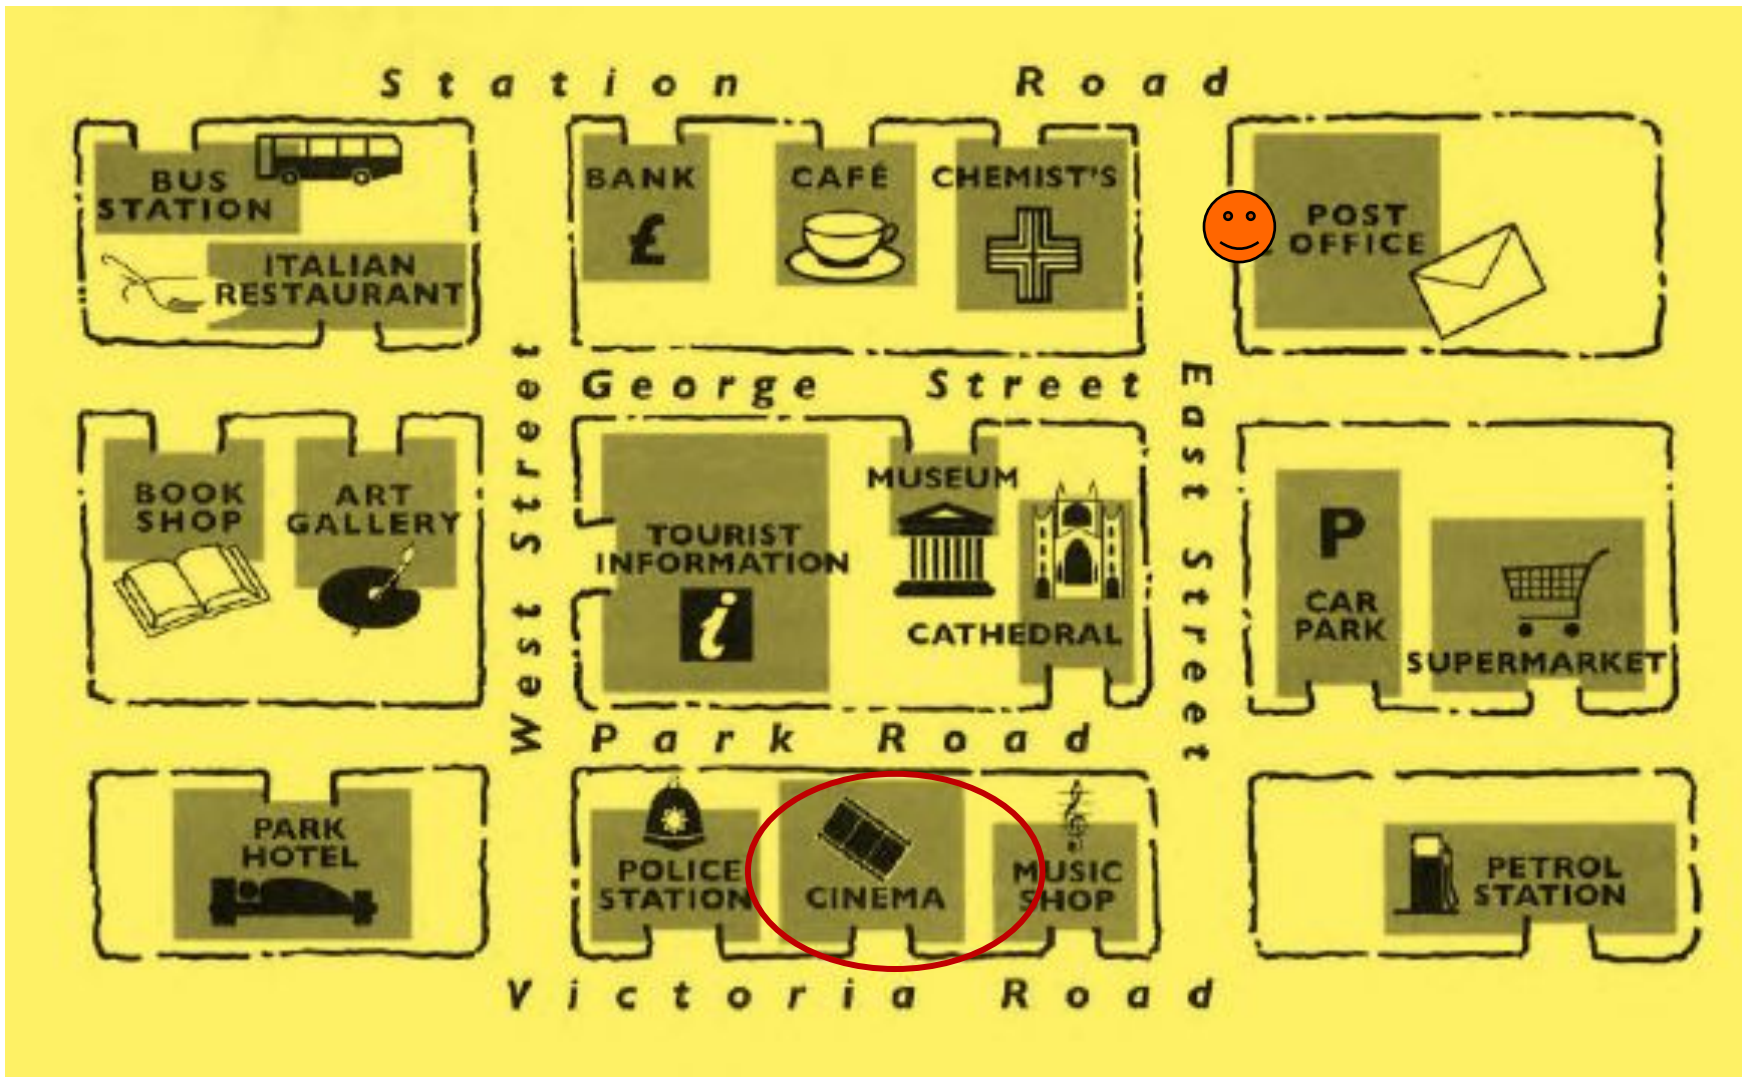 Station Road
BUS
STATION
ITALIAN
RESTAURANT
BANK
£
CAFÉ
CHEMIST'S
POST
OFFICE
West Street
George Street
East Street
BOOK
SHOP
ART
GALLERY
TOURIST
INFORMATION
i
MUSEUM
CATHEDRAL
P
CAR
PARK
SUPERMARKET
Park Road
PARK
HOTEL
POLICE
STATION
CINEMA
MUSIC
SHOP
PETROL
STATION
Victoria Road